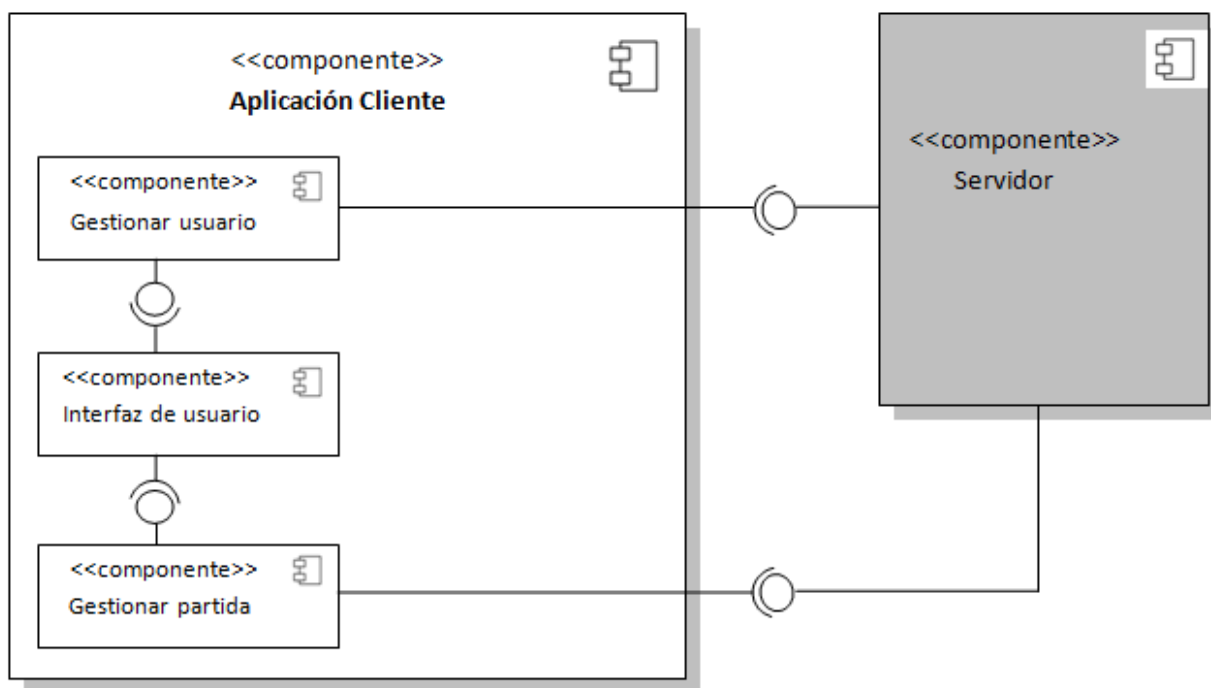 <<componente>>
Aplicación Cliente
<<componente>>
Gestionar usuario
<<componente>>
Interfaz de usuario
<<componente>>
Gestionar partida
<<componente>>
Servidor